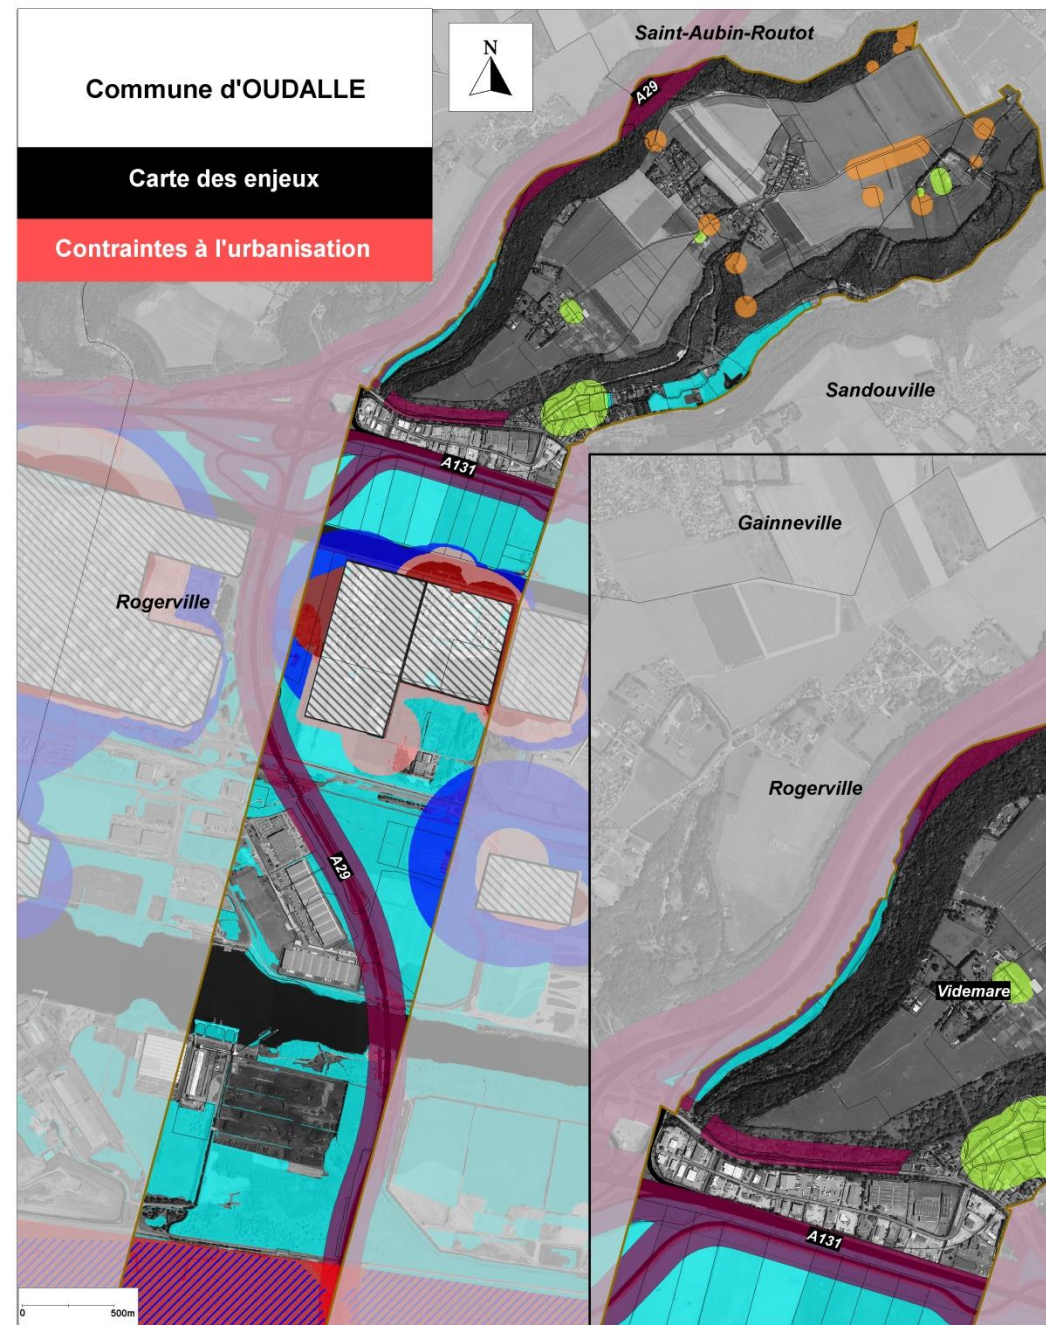 Commune d'OUDALLE
Carte des enjeux
Contraintes à l'urbanisation
N
Saint-Aubin-Routot
A29
Sandouville
A131
Gainneville
Rogerville
Rogerville
A29
Videmare
A131
0 500m